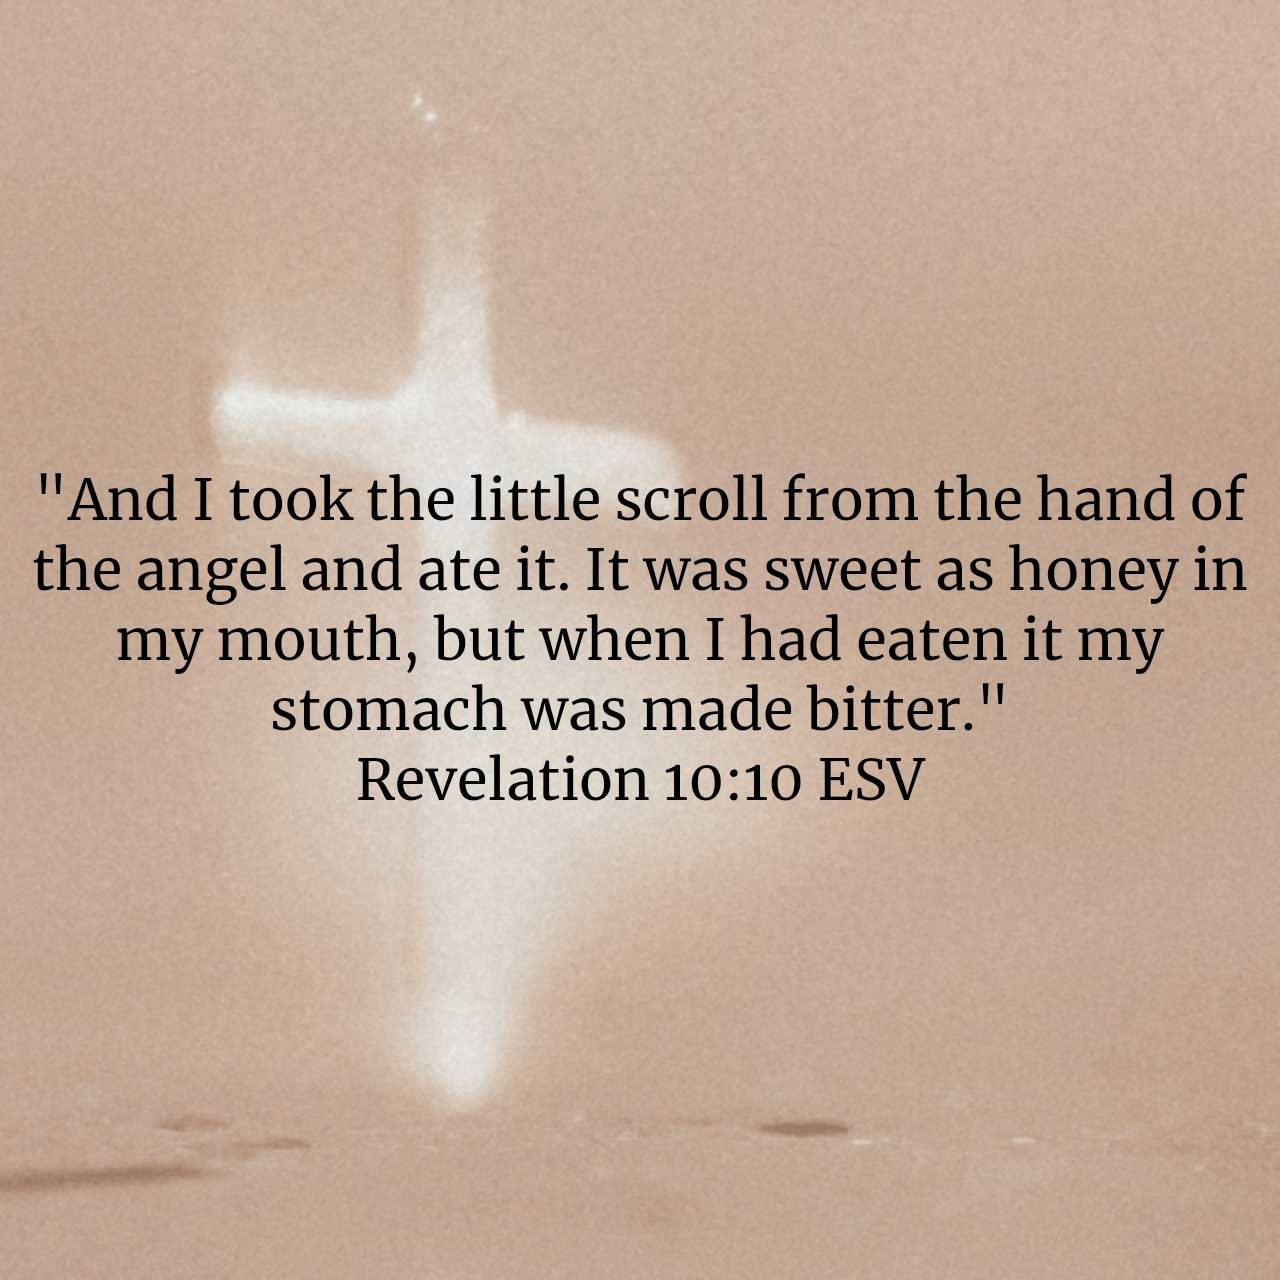 "And I took the little scroll from the hand of
the angel and ate it. It was sweet as honey in
my mouth, but when I had eaten it my
stomach was made bitter."
Revelation 10:10 ESV